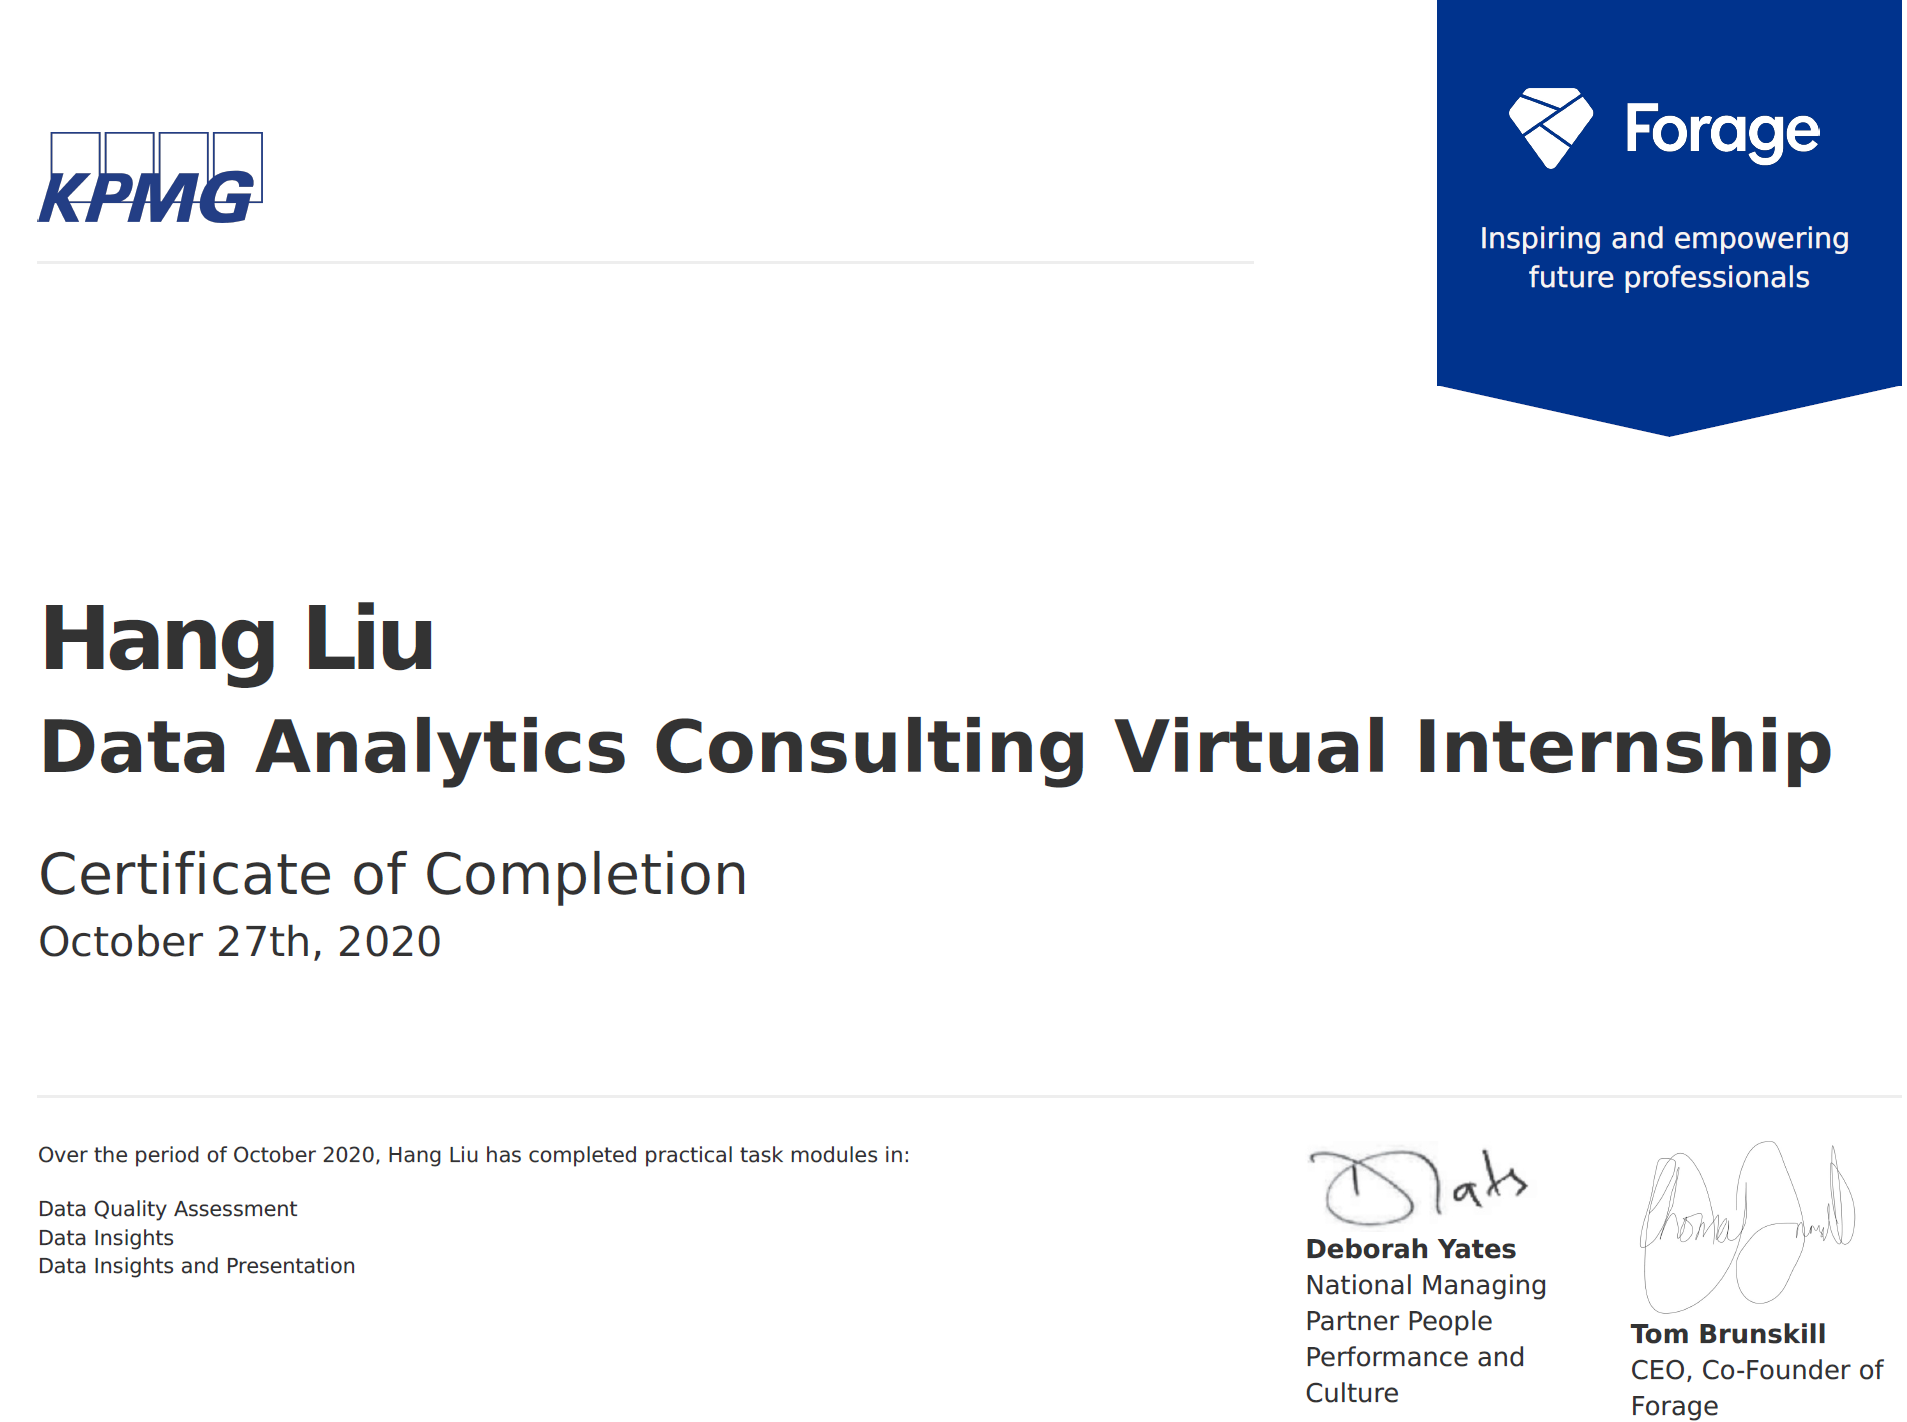 KPMG
Forage
Inspiring and empowering
future professionals
Hang Liu
Data Analytics Consulting Virtual Internship
Certificate of Completion
October 27th, 2020
Over the period of October 2020, Hang Liu has completed practical task modules in:
Data Quality Assessment
Data Insights
Data Insights and Presentation
Deborah Yates
National Managing
Partner People
Performance and
Culture
Tom Brunskill
CEO, Co-Founder of
Forage